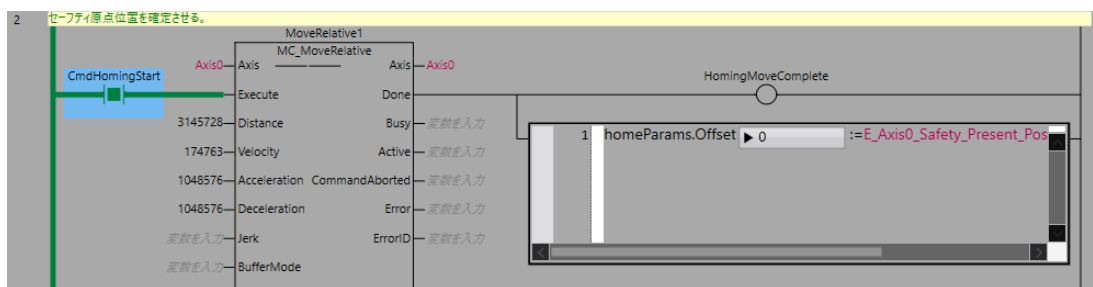 2 セーフティ原点位置を確定させる。
MoveRelative1
MC_MoveRelative
Axis0 Axis Axis Axis0
CmdHomingStart
HomingMoveComplete
Execute Done
3145728 Distance Busy 変数を入力
1 homeParams.Offset ▶ 0 :=E_Axis0_Safety_Present_Pos
174763 Velocity Active 変数を入力
1048576 Acceleration CommandAborted 変数を入力
1048576 Deceleration Error 変数を入力
変数を入力 Jerk ErrorID 変数を入力
変数を入力 BufferMode